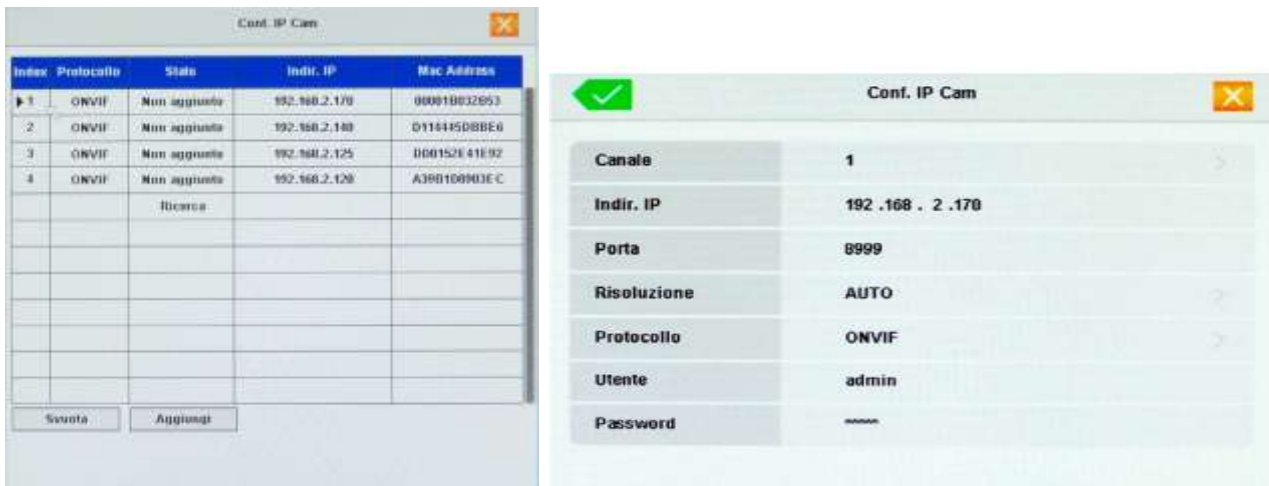 Conf. IP Cam
Index Protocollo Stato Indir. IP Mac Address
1 ONVIF Non aggiunto 192.168.2.170
2 ONVIF Non aggiunto 192.168.2.140
3 ONVIF Non aggiunto 192.168.2.125
4 ONVIF Non aggiunto 192.168.2.120
Ricerca
Svuota Aggiungi
Conf. IP Cam
Canale 1
Indir. IP 192 .168 . 2 .170
Porta 8999
Risoluzione AUTO
Protocollo ONVIF
Utente admin
Password